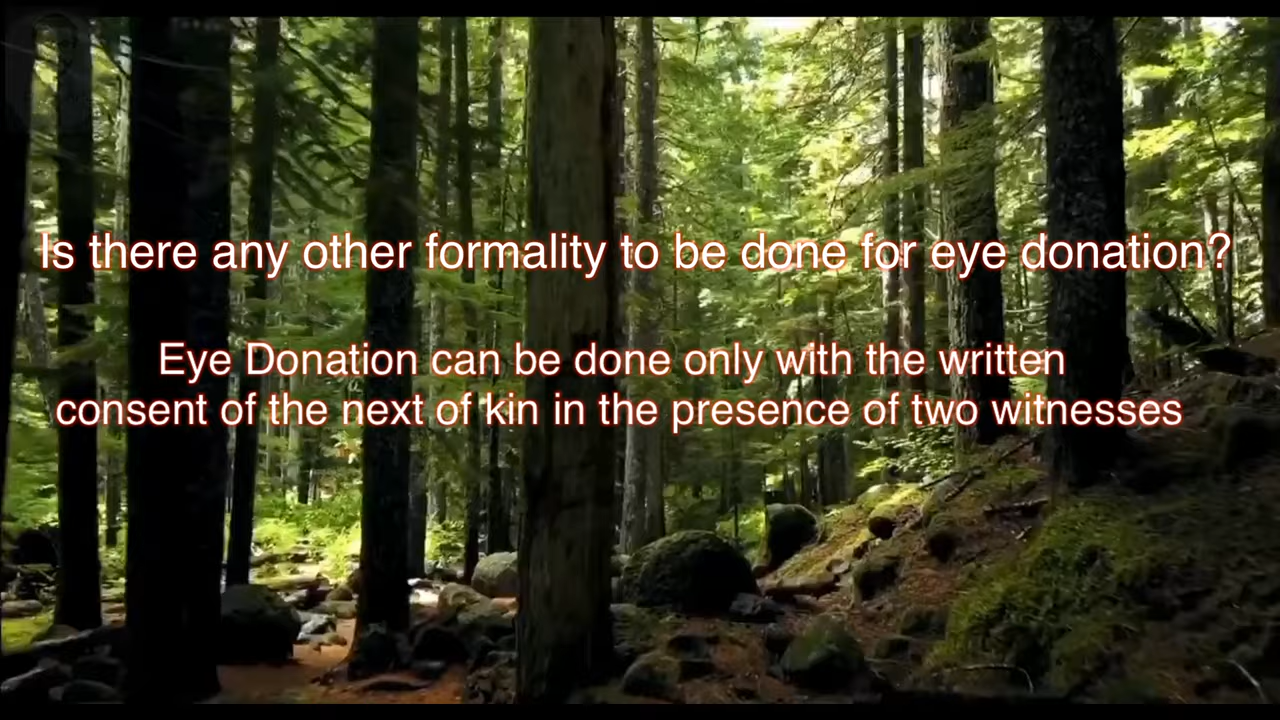 Is there any other formality to be done for eye donation?
Eye Donation can be done only with the written
consent of the next of kin in the presence of two witnesses